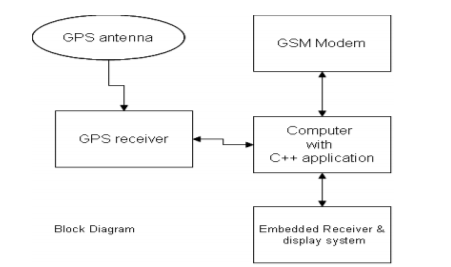 GPS antenna
GSM Modem
GPS receiver
Computer
with
C++ application
Block Diagram
Embedded Receiver &
display system